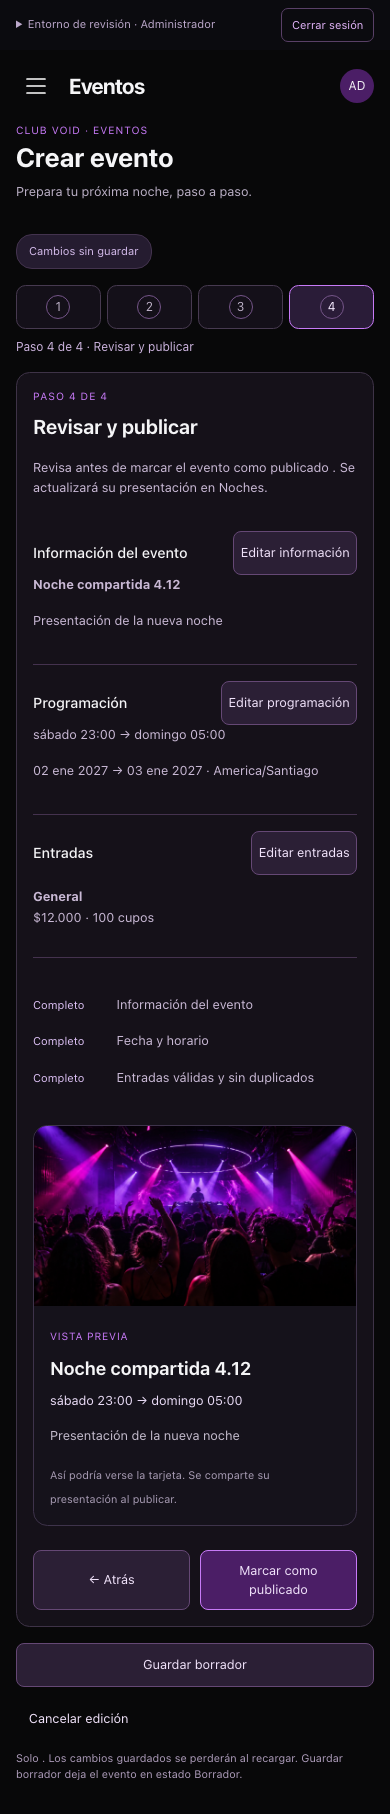 ▶ Entorno de revisión · Administrador
Cerrar sesión
Eventos
AD
CLUB VOID · EVENTOS
Crear evento
Prepara tu próxima noche, paso a paso.
Cambios sin guardar
1
2
3
4
Paso 4 de 4 · Revisar y publicar
PASO 4 DE 4
Revisar y publicar
Revisa antes de marcar el evento como publicado . Se
actualizará su presentación en Noches.
Información del evento
Editar información
Noche compartida 4.12
Presentación de la nueva noche
Programación
Editar programación
sábado 23:00 → domingo 05:00
02 ene 2027 → 03 ene 2027 · America/Santiago
Entradas
Editar entradas
General
$12.000 · 100 cupos
Completo Información del evento
Completo Fecha y horario
Completo Entradas válidas y sin duplicados
VISTA PREVIA
Noche compartida 4.12
sábado 23:00 → domingo 05:00
Presentación de la nueva noche
Así podría verse la tarjeta. Se comparte su
presentación al publicar.
← Atrás
Marcar como
publicado
Guardar borrador
Cancelar edición
Solo . Los cambios guardados se perderán al recargar. Guardar
borrador deja el evento en estado Borrador.